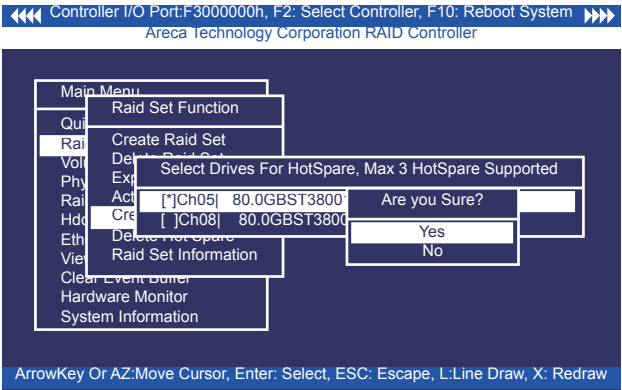 Controller I/O Port:F3000000h, F2: Select Controller, F10: Reboot System
Areca Technology Corporation RAID Controller
Main Menu
Raid Set Function
Create Raid Set
Select Drives For HotSpare, Max 3 HotSpare Supported
[*]Ch05| 80.0GBST3800
[ ]Ch08| 80.0GBST3800
Are you Sure?
Yes
No
Delete Hot Spare
Raid Set Information
Clear Event Buffer
Hardware Monitor
System Information
ArrowKey Or AZ:Move Cursor, Enter: Select, ESC: Escape, L:Line Draw, X: Redraw